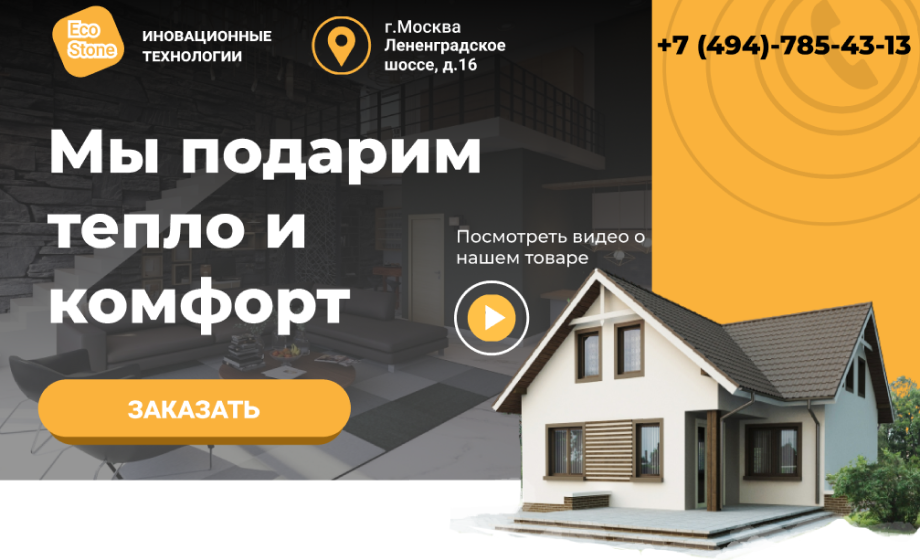 Eco
Stone
ИНОВАЦИОННЫЕ
ТЕХНОЛОГИИ
г.Москва
Лененградское
шоссе, д.16
+7 (494)-785-43-13
Мы подарим
тепло и
комфорт
Посмотреть видео о
нашем товаре
ЗАКАЗАТЬ